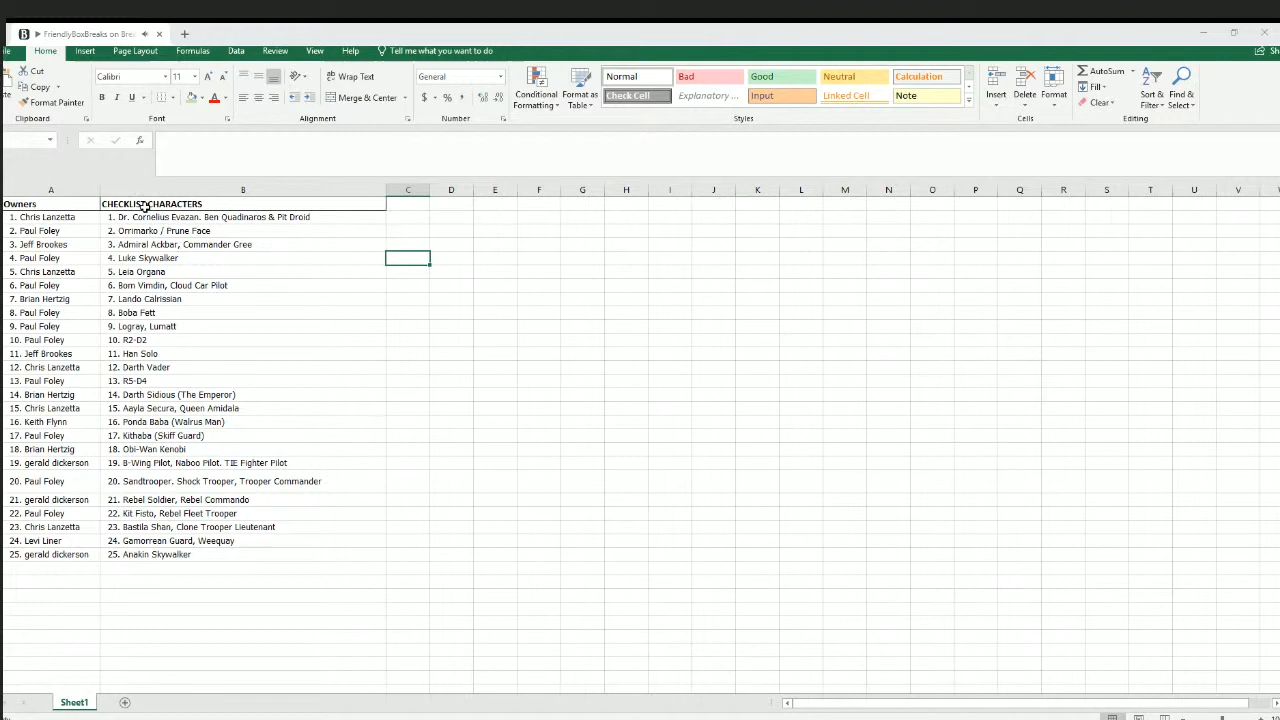 FriendlyBoxBreaks on Brea
Home Insert Page Layout Formulas Data Review View Help Tell me what you want to do
Cut
Copy
Format Painter
Clipboard
Calibri 11
B I U
Font
Wrap Text
Merge & Center
Alignment
General
$ %
Number
Conditional Formatting
Format as Table
Normal Bad Good Neutral Calculation
Check Cell Explanatory ... Input Linked Cell Note
Styles
Insert Delete Format
Cells
AutoSum
Fill
Clear
Sort & Filter
Find & Select
Editing
A B C D E F G H I J K L M N O P Q R S T U V
Owners CHECKLIST CHARACTERS
1. Chris Lanzetta 1. Dr. Cornelius Evazan. Ben Quadinaros & Pit Droid
2. Paul Foley 2. Orrimarko / Prune Face
3. Jeff Brookes 3. Admiral Ackbar, Commander Gree
4. Paul Foley 4. Luke Skywalker
5. Chris Lanzetta 5. Leia Organa
6. Paul Foley 6. Bom Vimdin, Cloud Car Pilot
7. Brian Hertzig 7. Lando Calrissian
8. Paul Foley 8. Boba Fett
9. Paul Foley 9. Logray, Lumatt
10. Paul Foley 10. R2-D2
11. Jeff Brookes 11. Han Solo
12. Chris Lanzetta 12. Darth Vader
13. Paul Foley 13. R5-D4
14. Brian Hertzig 14. Darth Sidious (The Emperor)
15. Chris Lanzetta 15. Aayla Secura, Queen Amidala
16. Keith Flynn 16. Ponda Baba (Walrus Man)
17. Paul Foley 17. Kithaba (Skiff Guard)
18. Brian Hertzig 18. Obi-Wan Kenobi
19. gerald dickerson 19. B-Wing Pilot, Naboo Pilot. TIE Fighter Pilot
20. Paul Foley 20. Sandtrooper. Shock Trooper, Trooper Commander
21. gerald dickerson 21. Rebel Soldier, Rebel Commando
22. Paul Foley 22. Kit Fisto, Rebel Fleet Trooper
23. Chris Lanzetta 23. Bastila Shan, Clone Trooper Lieutenant
24. Levi Liner 24. Gamorrean Guard, Weequay
25. gerald dickerson 25. Anakin Skywalker
Sheet1